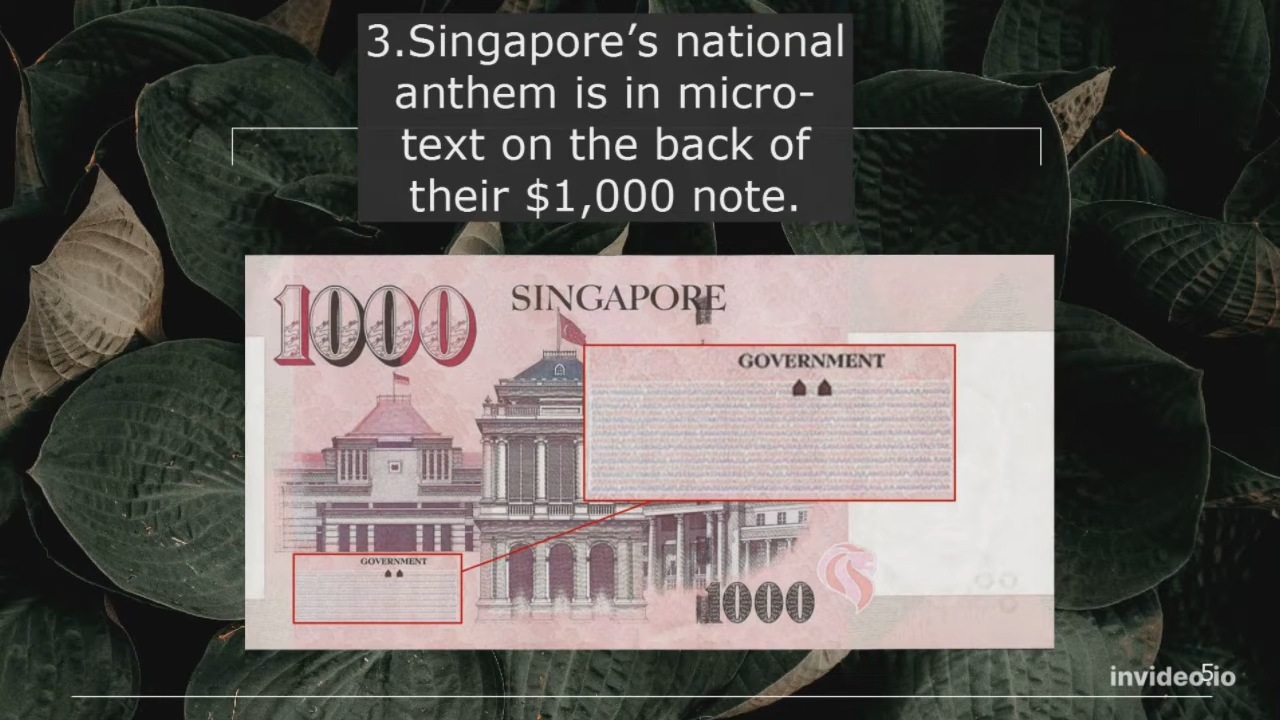 3.Singapore’s national
anthem is in micro-
text on the back of
their $1,000 note.
1000
SINGAPORE
GOVERNMENT
GOVERNMENT
1000
invideo.io
5